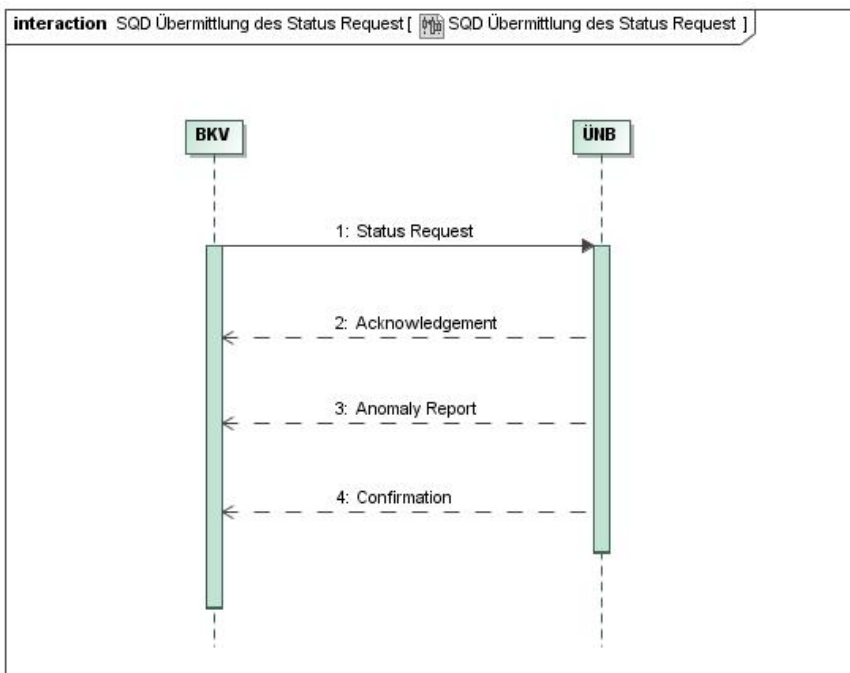 interaction SQD Übermittlung des Status Request [ SQD Übermittlung des Status Request ]
BKV ÜNB
1: Status Request
2: Acknowledgement
3: Anomaly Report
4: Confirmation